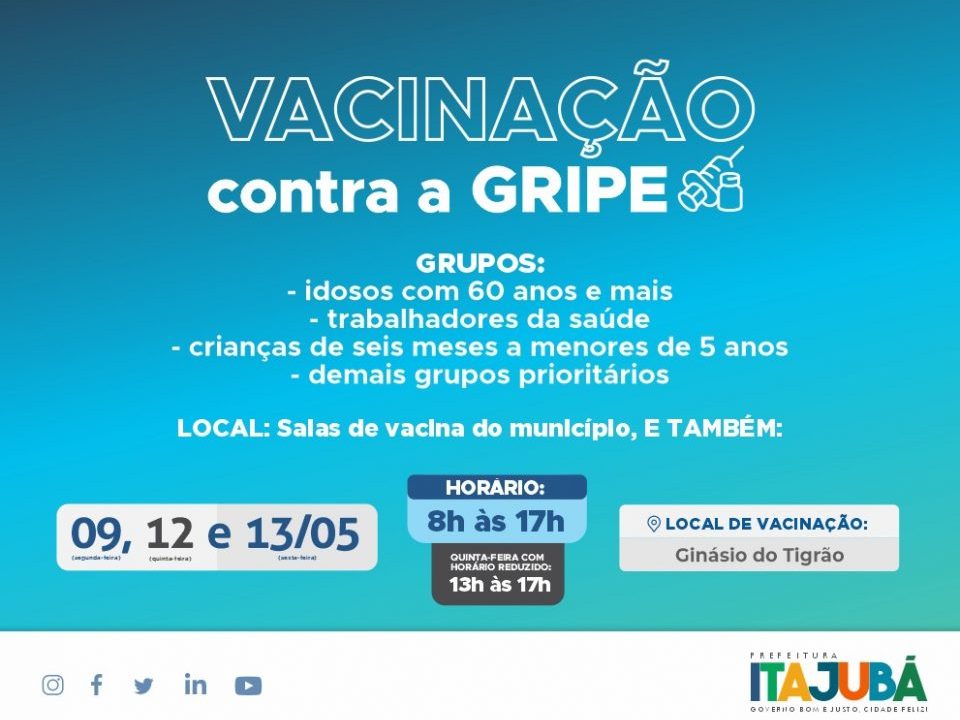 VACINAÇÃO
contra a GRIPE
GRUPOS:
- idosos com 60 anos e mais
- trabalhadores da saúde
- crianças de seis meses a menores de 5 anos
- demais grupos prioritários
LOCAL: Salas de vacina do município, E TAMBÉM:
09, 12 e 13/05
(segunda-feira) (quinta-feira) (sexta-feira)
HORÁRIO:
8h às 17h
QUINTA-FEIRA COM
HORÁRIO REDUZIDO:
13h às 17h
LOCAL DE VACINAÇÃO:
Ginásio do Tigrão
PREFEITURA
ITAJUBÁ
GOVERNO BOM E JUSTO, CIDADE FELIZ!